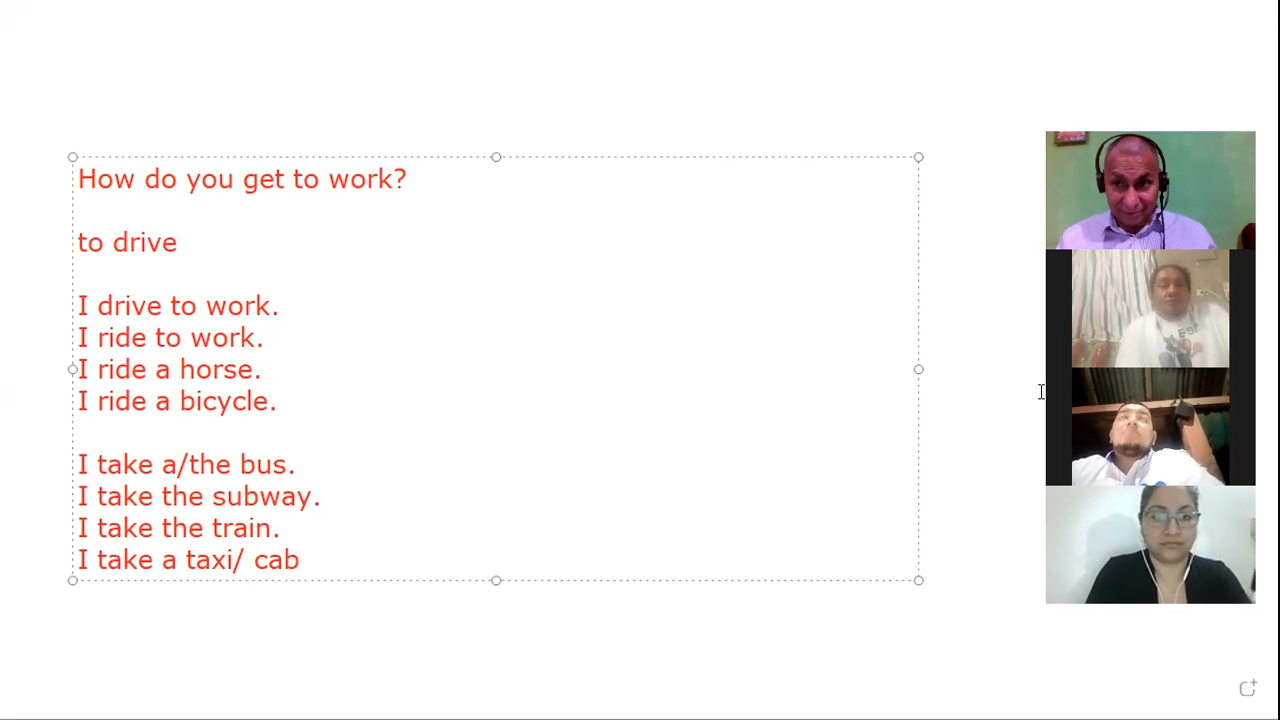 How do you get to work?
to drive
I drive to work.
I ride to work.
I ride a horse.
I ride a bicycle.
I take a/the bus.
I take the subway.
I take the train.
I take a taxi/ cab